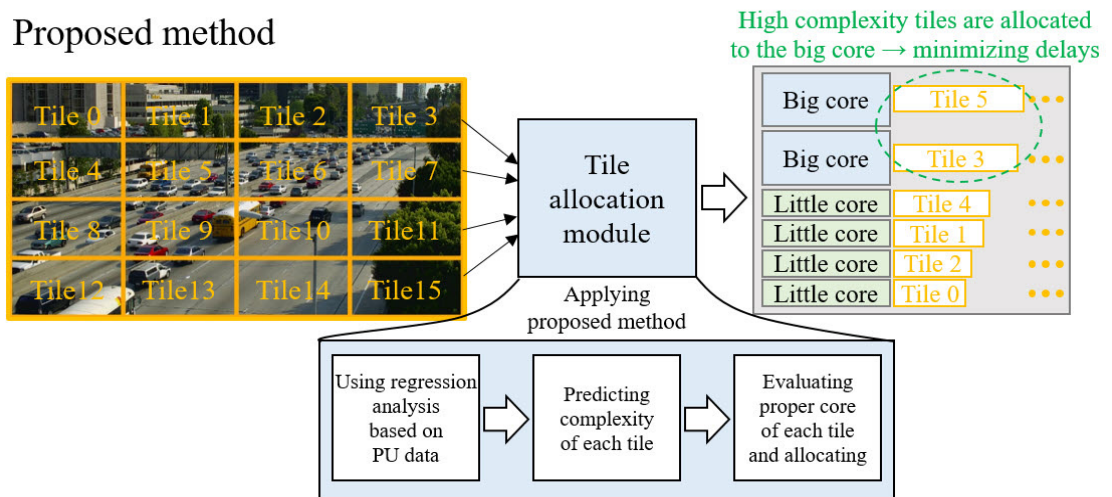 Proposed method
High complexity tiles are allocated
to the big core → minimizing delays
Tile 0 Tile 1 Tile 2 Tile 3
Tile 4 Tile 5 Tile 6 Tile 7
Tile 8 Tile 9 Tile10 Tile11
Tile12 Tile13 Tile14 Tile15
Tile
allocation
module
Big core Tile 5
Big core Tile 3
Little core Tile 4
Little core Tile 1
Little core Tile 2
Little core Tile 0
Applying
proposed method
Using regression
analysis
based on
PU data
Predicting
complexity
of each tile
Evaluating
proper core
of each tile
and allocating